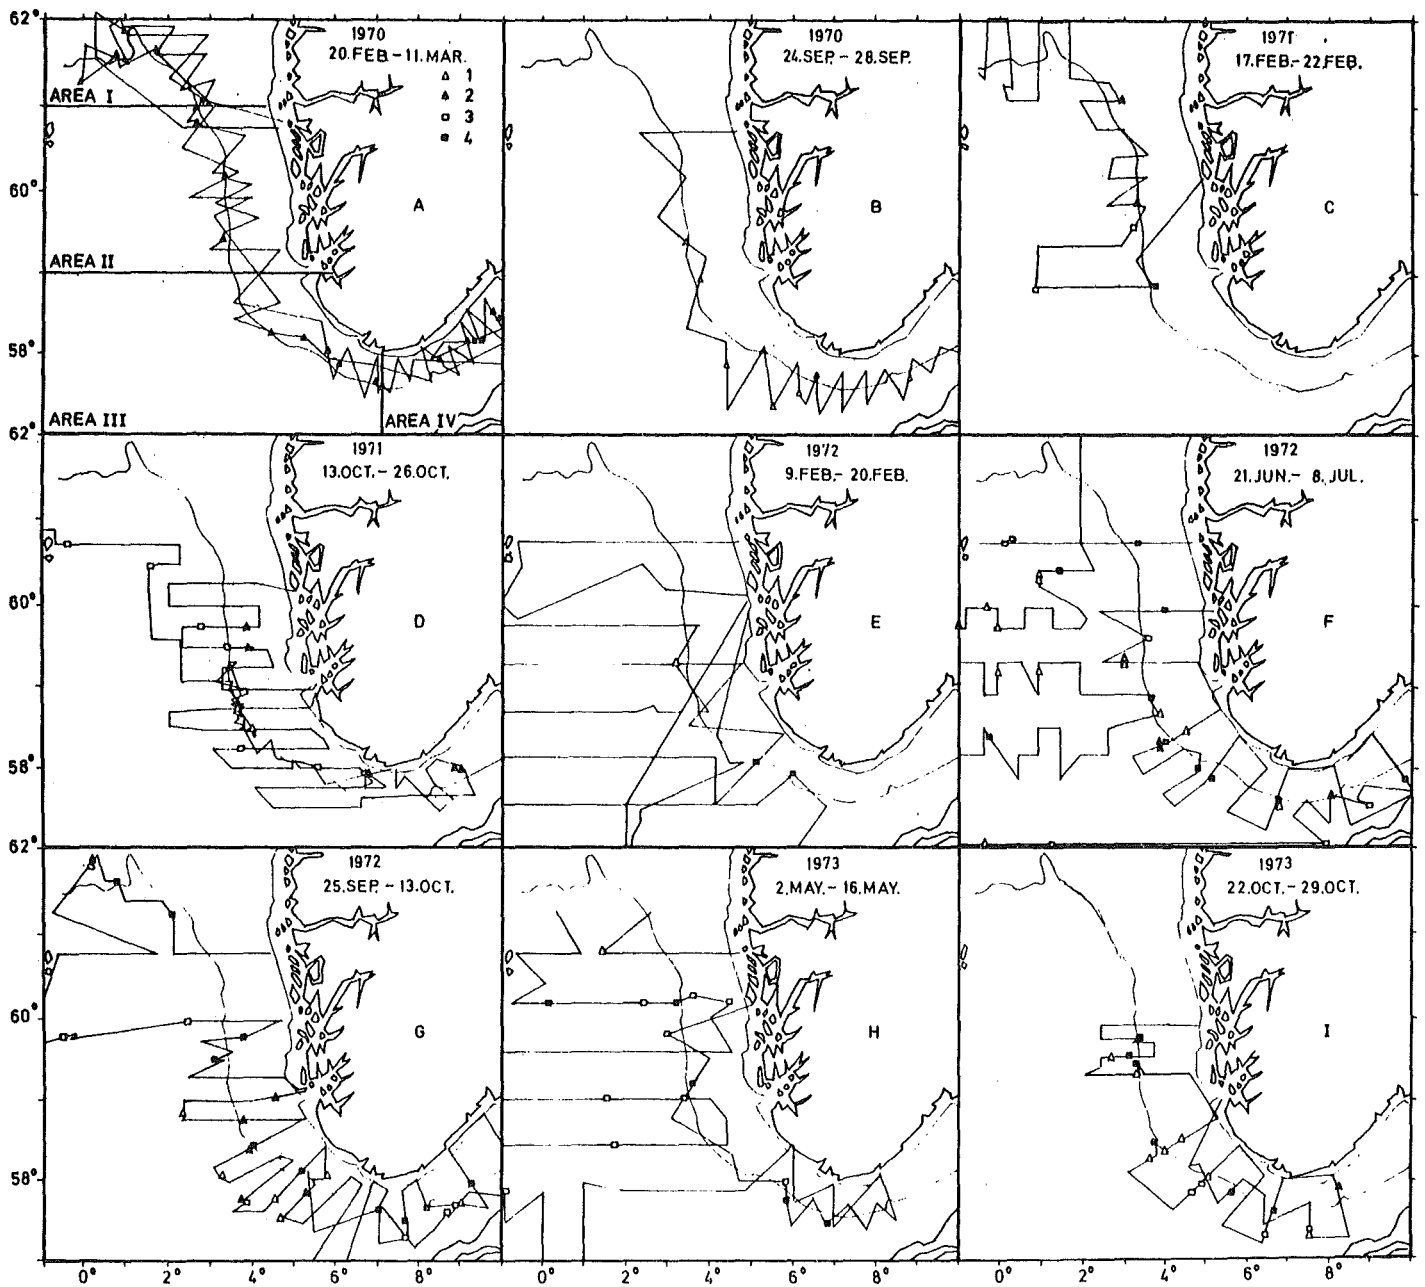 62°
1970
20.FEB.-11.MAR.
1
2
3
4
AREA I
60°
A
AREA II
58°
AREA III
AREA IV
1970
24.SEP.-28.SEP.
B
1971
17.FEB.-22.FEB.
C
62°
1971
13.OCT.-26.OCT.
60°
D
58°
1972
9.FEB.-20.FEB.
E
1972
21.JUN.-8.JUL.
F
62°
1972
25.SEP.-13.OCT.
60°
G
58°
1973
2.MAY.-16.MAY.
H
1973
22.OCT.-29.OCT.
I
0° 2° 4° 6° 8° 0° 2° 4° 6° 8° 0° 2° 4° 6° 8°